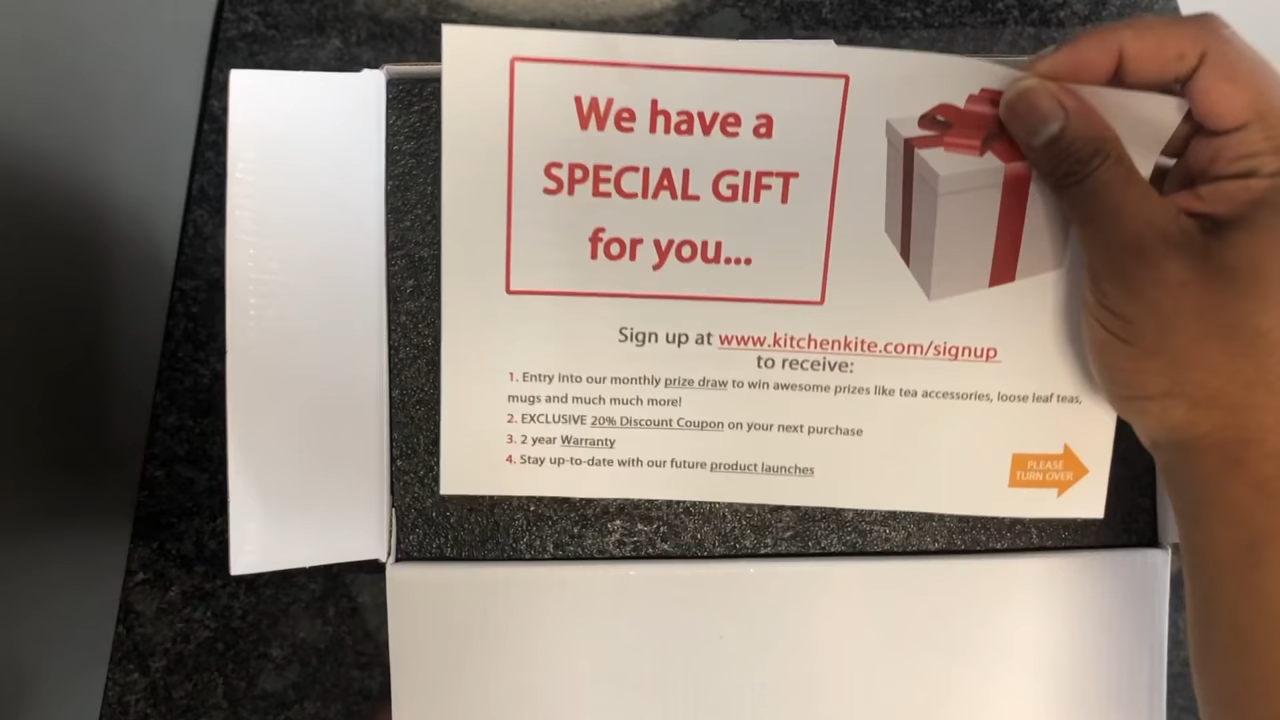 We have a
SPECIAL GIFT
for you...
Sign up at www.kitchenkite.com/signup
to receive:
1. Entry into our monthly prize draw to win awesome prizes like tea accessories, loose leaf teas,
mugs and much much more!
2. EXCLUSIVE 20% Discount Coupon on your next purchase
3. 2 year Warranty
4. Stay up-to-date with our future product launches
PLEASE
TURN OVER